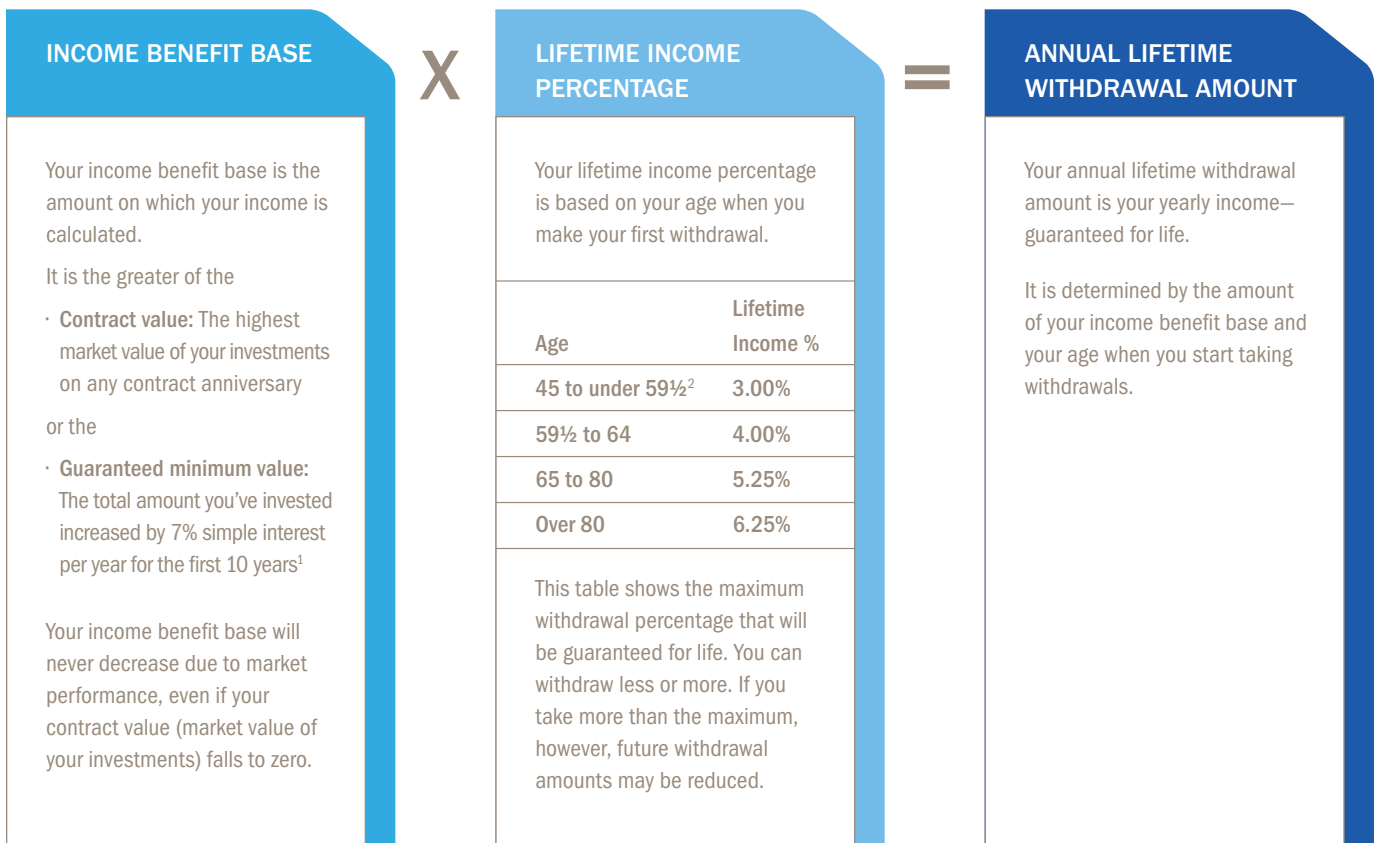 INCOME BENEFIT BASE
Your income benefit base is the
amount on which your income is
calculated.
It is the greater of the
· Contract value: The highest
market value of your investments
on any contract anniversary
or the
· Guaranteed minimum value:
The total amount you’ve invested
increased by 7% simple interest
per year for the first 10 years¹
Your income benefit base will
never decrease due to market
performance, even if your
contract value (market value of
your investments) falls to zero.
X
LIFETIME INCOME
PERCENTAGE
Your lifetime income percentage
is based on your age when you
make your first withdrawal.
Lifetime
Age Income %
45 to under 59½² 3.00%
59½ to 64 4.00%
65 to 80 5.25%
Over 80 6.25%
This table shows the maximum
withdrawal percentage that will
be guaranteed for life. You can
withdraw less or more. If you
take more than the maximum,
however, future withdrawal
amounts may be reduced.
=
ANNUAL LIFETIME
WITHDRAWAL AMOUNT
Your annual lifetime withdrawal
amount is your yearly income—
guaranteed for life.
It is determined by the amount
of your income benefit base and
your age when you start taking
withdrawals.